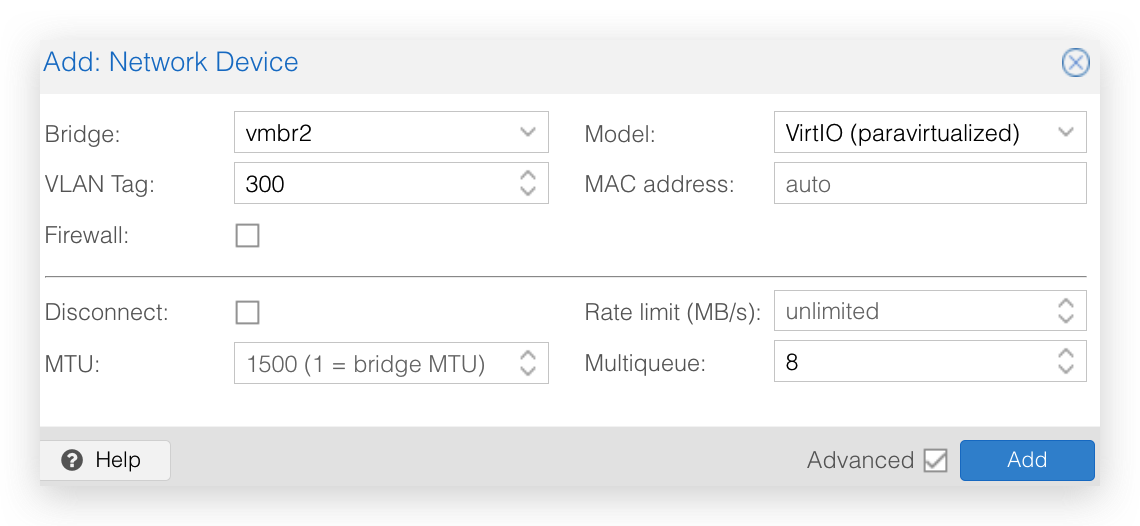 Add: Network Device
Bridge: vmbr2 Model: VirtIO (paravirtualized)
VLAN Tag: 300 MAC address: auto
Firewall:
Disconnect: Rate limit (MB/s): unlimited
MTU: 1500 (1 = bridge MTU) Multiqueue: 8
Help Advanced Add